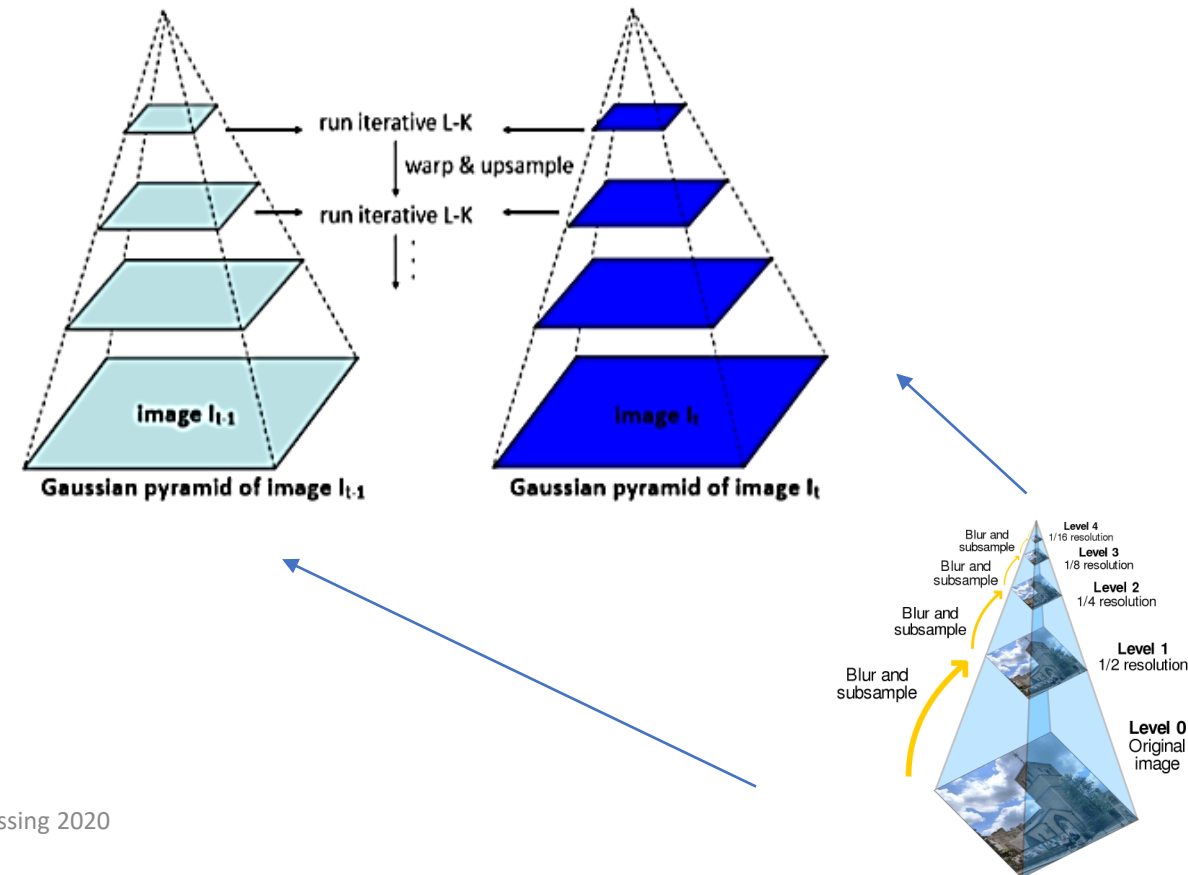 run iterative L-K
warp & upsample
run iterative L-K
image It-1
image It
Gaussian pyramid of image It-1
Gaussian pyramid of image It
Blur and
subsample
Level 4
1/16 resolution
Blur and
subsample
Level 3
1/8 resolution
Blur and
subsample
Level 2
1/4 resolution
Blur and
subsample
Level 1
1/2 resolution
Level 0
Original
image
ssing 2020